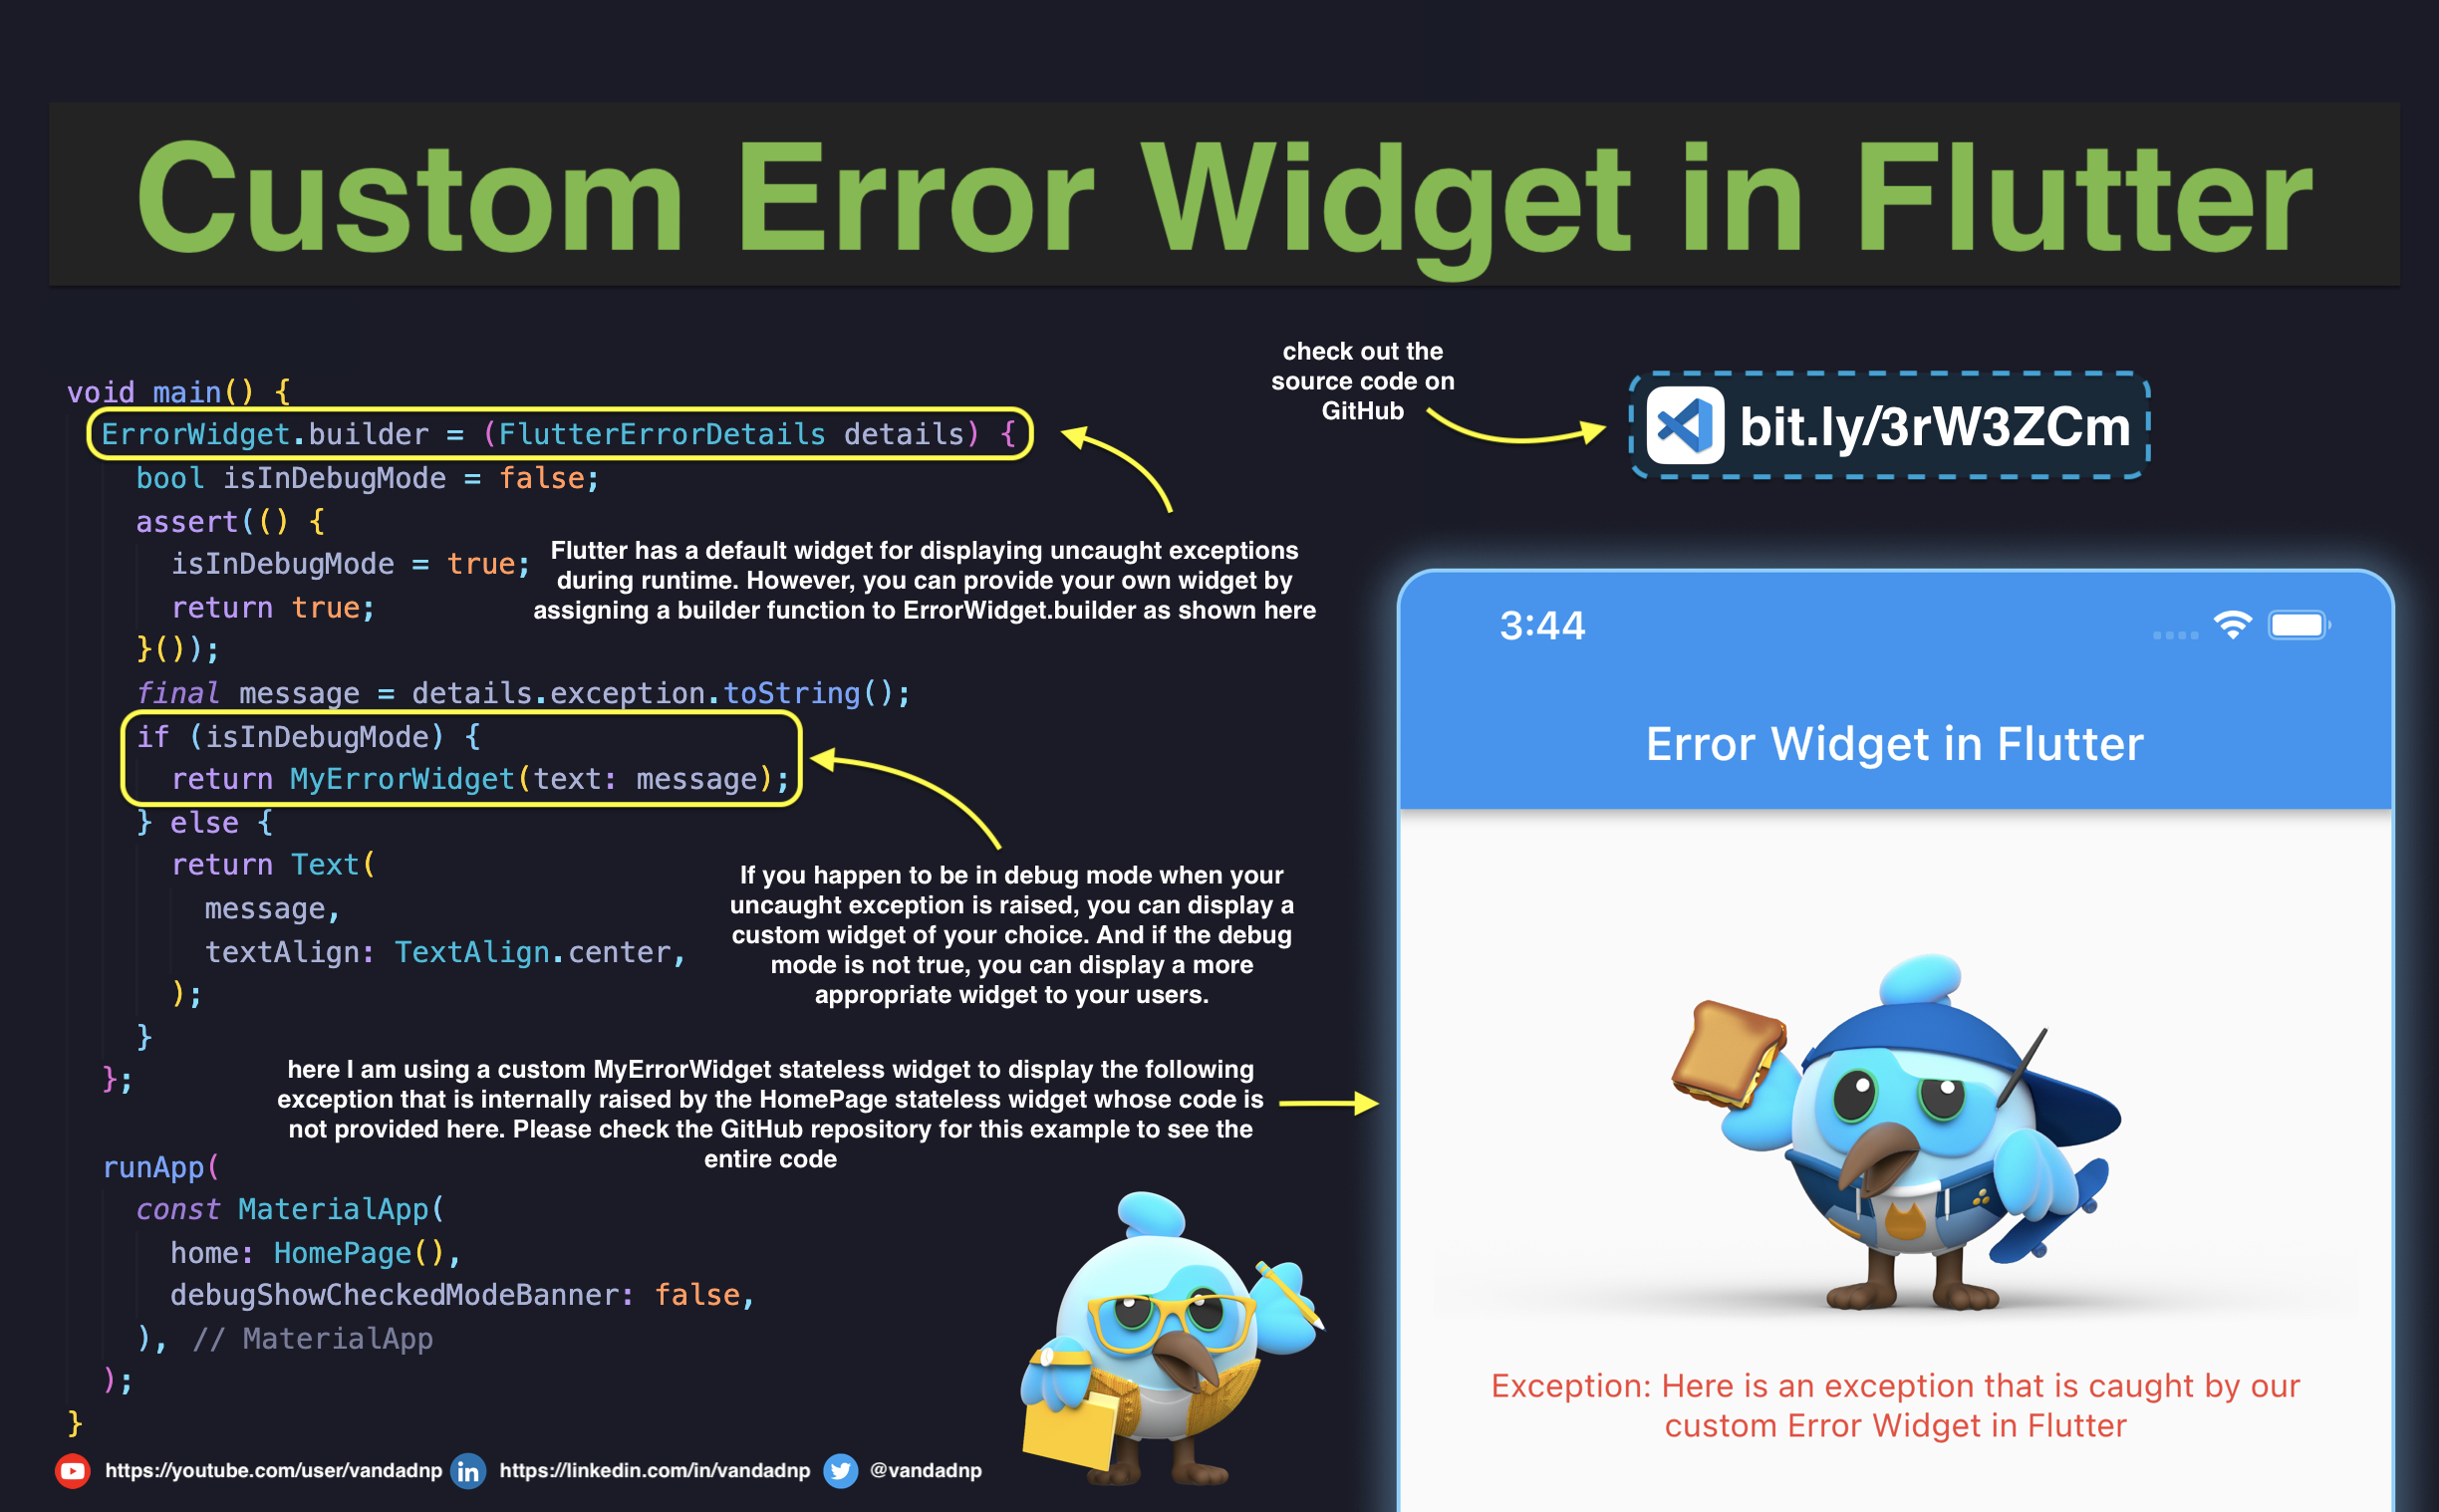 Custom Error Widget in Flutter
check out the
source code on
GitHub
bit.ly/3rW3ZCm
void main() {
ErrorWidget.builder = (FlutterErrorDetails details) {
bool isInDebugMode = false;
assert(() {
isInDebugMode = true;
return true;
}());
final message = details.exception.toString();
if (isInDebugMode) {
return MyErrorWidget(text: message);
} else {
return Text(
message,
textAlign: TextAlign.center,
);
}
};
runApp(
const MaterialApp(
home: HomePage(),
debugShowCheckedModeBanner: false,
), // MaterialApp
);
}
Flutter has a default widget for displaying uncaught exceptions
during runtime. However, you can provide your own widget by
assigning a builder function to ErrorWidget.builder as shown here
If you happen to be in debug mode when your
uncaught exception is raised, you can display a
custom widget of your choice. And if the debug
mode is not true, you can display a more
appropriate widget to your users.
here I am using a custom MyErrorWidget stateless widget to display the following
exception that is internally raised by the HomePage stateless widget whose code is
not provided here. Please check the GitHub repository for this example to see the
entire code
3:44
Error Widget in Flutter
Exception: Here is an exception that is caught by our
custom Error Widget in Flutter
https://youtube.com/user/vandadnp
in https://linkedin.com/in/vandadnp
@vandadnp